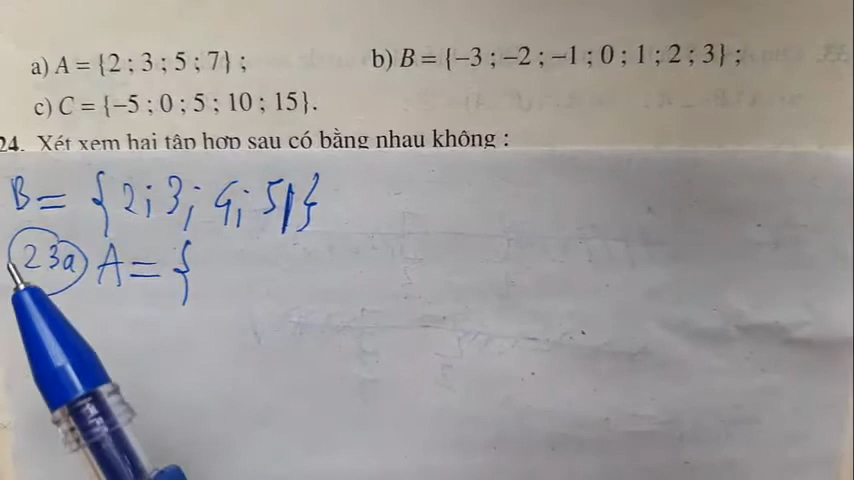 a) A = {2 ; 3 ; 5 ; 7} ; b) B = {−3 ; −2 ; −1 ; 0 ; 1 ; 2 ; 3} ;
c) C = {−5 ; 0 ; 5 ; 10 ; 15}.
24. Xét xem hai tập hợp sau có bằng nhau không :
B = { 2; 3; 4; 5 }
23a) A = {